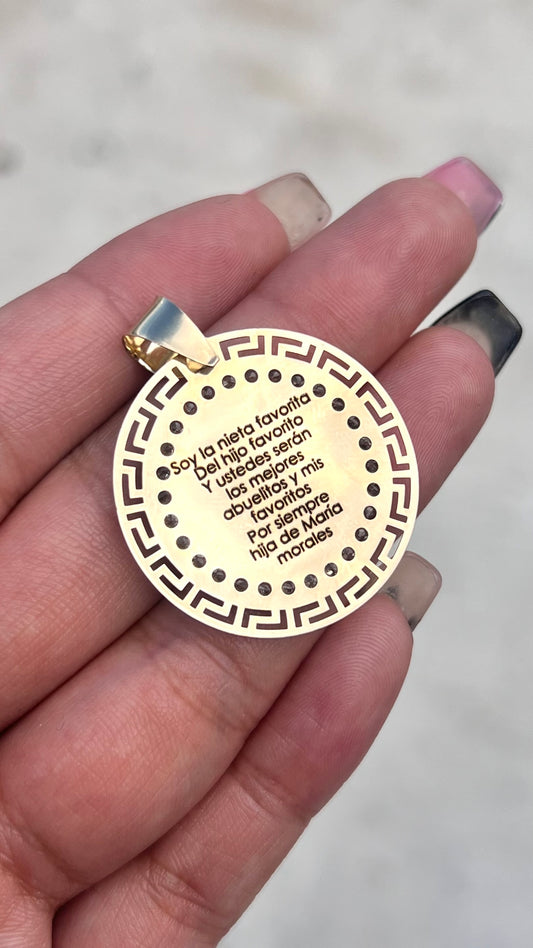 Soy la nieta favorita
Del hijo favorito
Y ustedes serán
los mejores
abuelitos y mis
favoritos
Por siempre
hija de María
morales